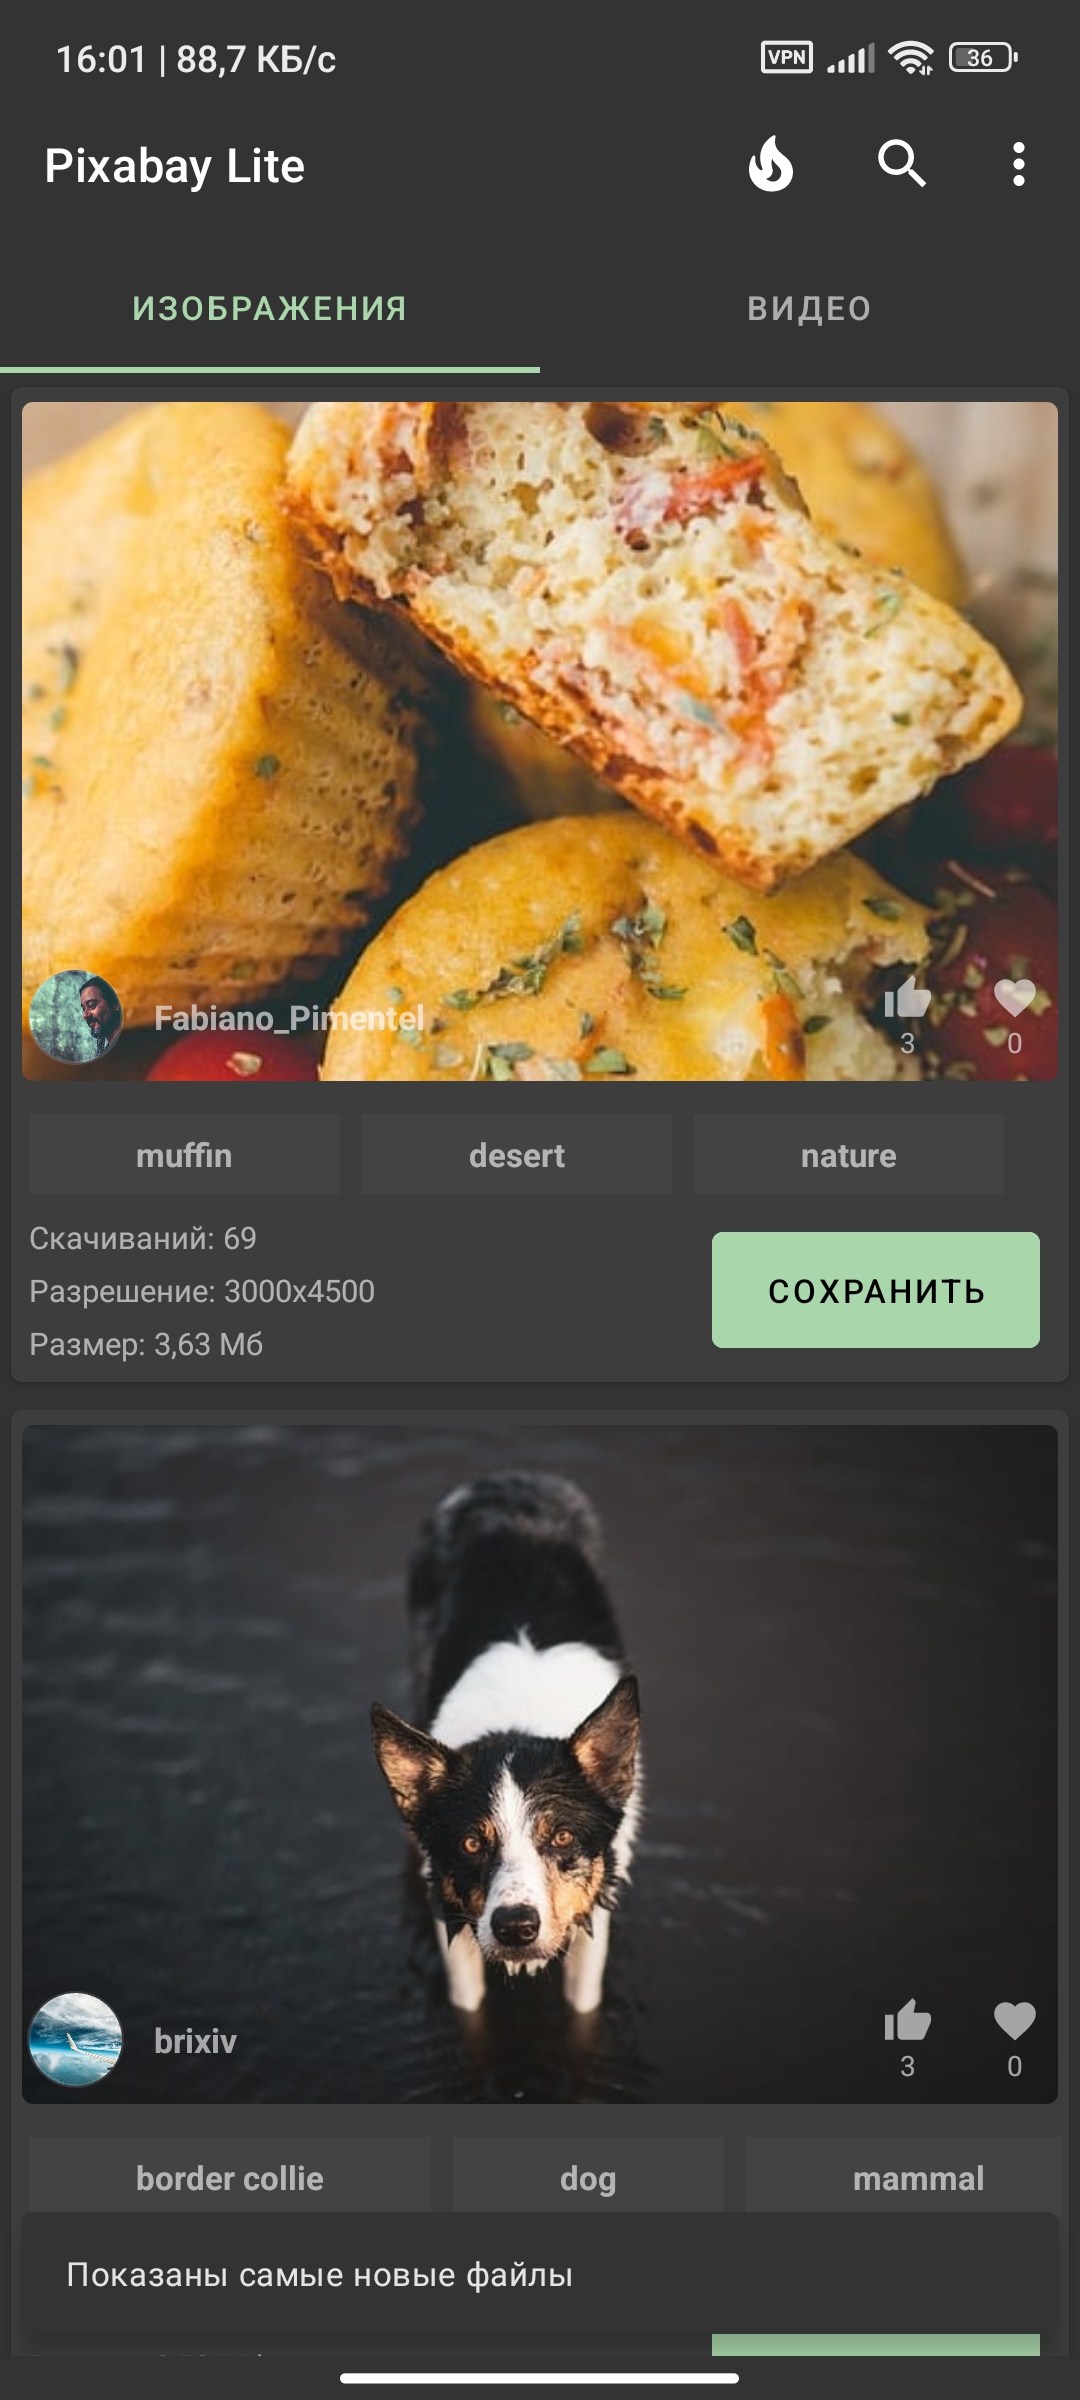 16:01 | 88,7 КБ/с
VPN
36
Pixabay Lite
ИЗОБРАЖЕНИЯ
ВИДЕО
Fabiano_Pimentel
3
0
muffin
desert
nature
Скачиваний: 69
Разрешение: 3000x4500
Размер: 3,63 Мб
СОХРАНИТЬ
brixiv
3
0
border collie
dog
mammal
Показаны самые новые файлы